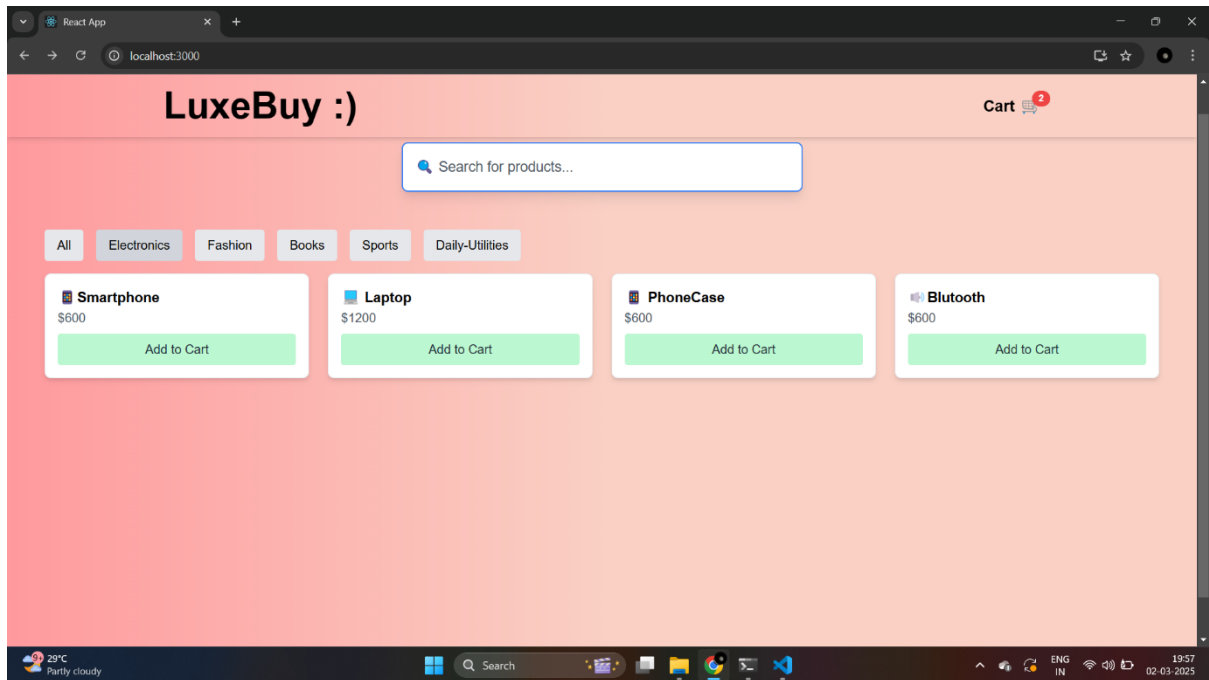 React App
localhost:3000
LuxeBuy :)
Cart 2
Search for products...
All Electronics Fashion Books Sports Daily-Utilities
Smartphone
$600
Add to Cart
Laptop
$1200
Add to Cart
PhoneCase
$600
Add to Cart
Blutooth
$600
Add to Cart
9+ 29°C
Partly cloudy
Search
ENG
IN
19:57
02-03-2025